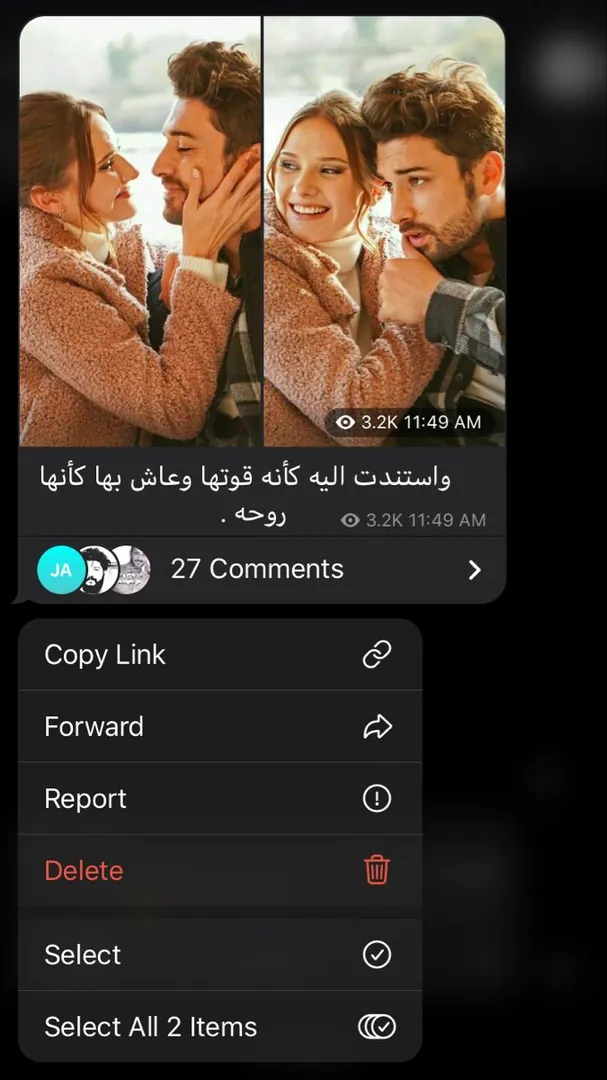 3.2K 11:49 AM
واستندت اليه كأنه قوتها وعاش بها كأنها
روحه .
3.2K 11:49 AM
JA
27 Comments
Copy Link
Forward
Report
Delete
Select
Select All 2 Items